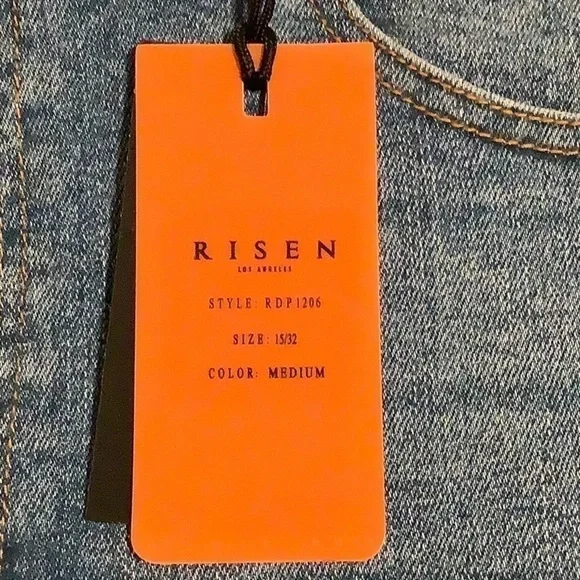 RISEN
LOS ANGELES
STYLE: RDP1206
SIZE: 15/32
COLOR: MEDIUM